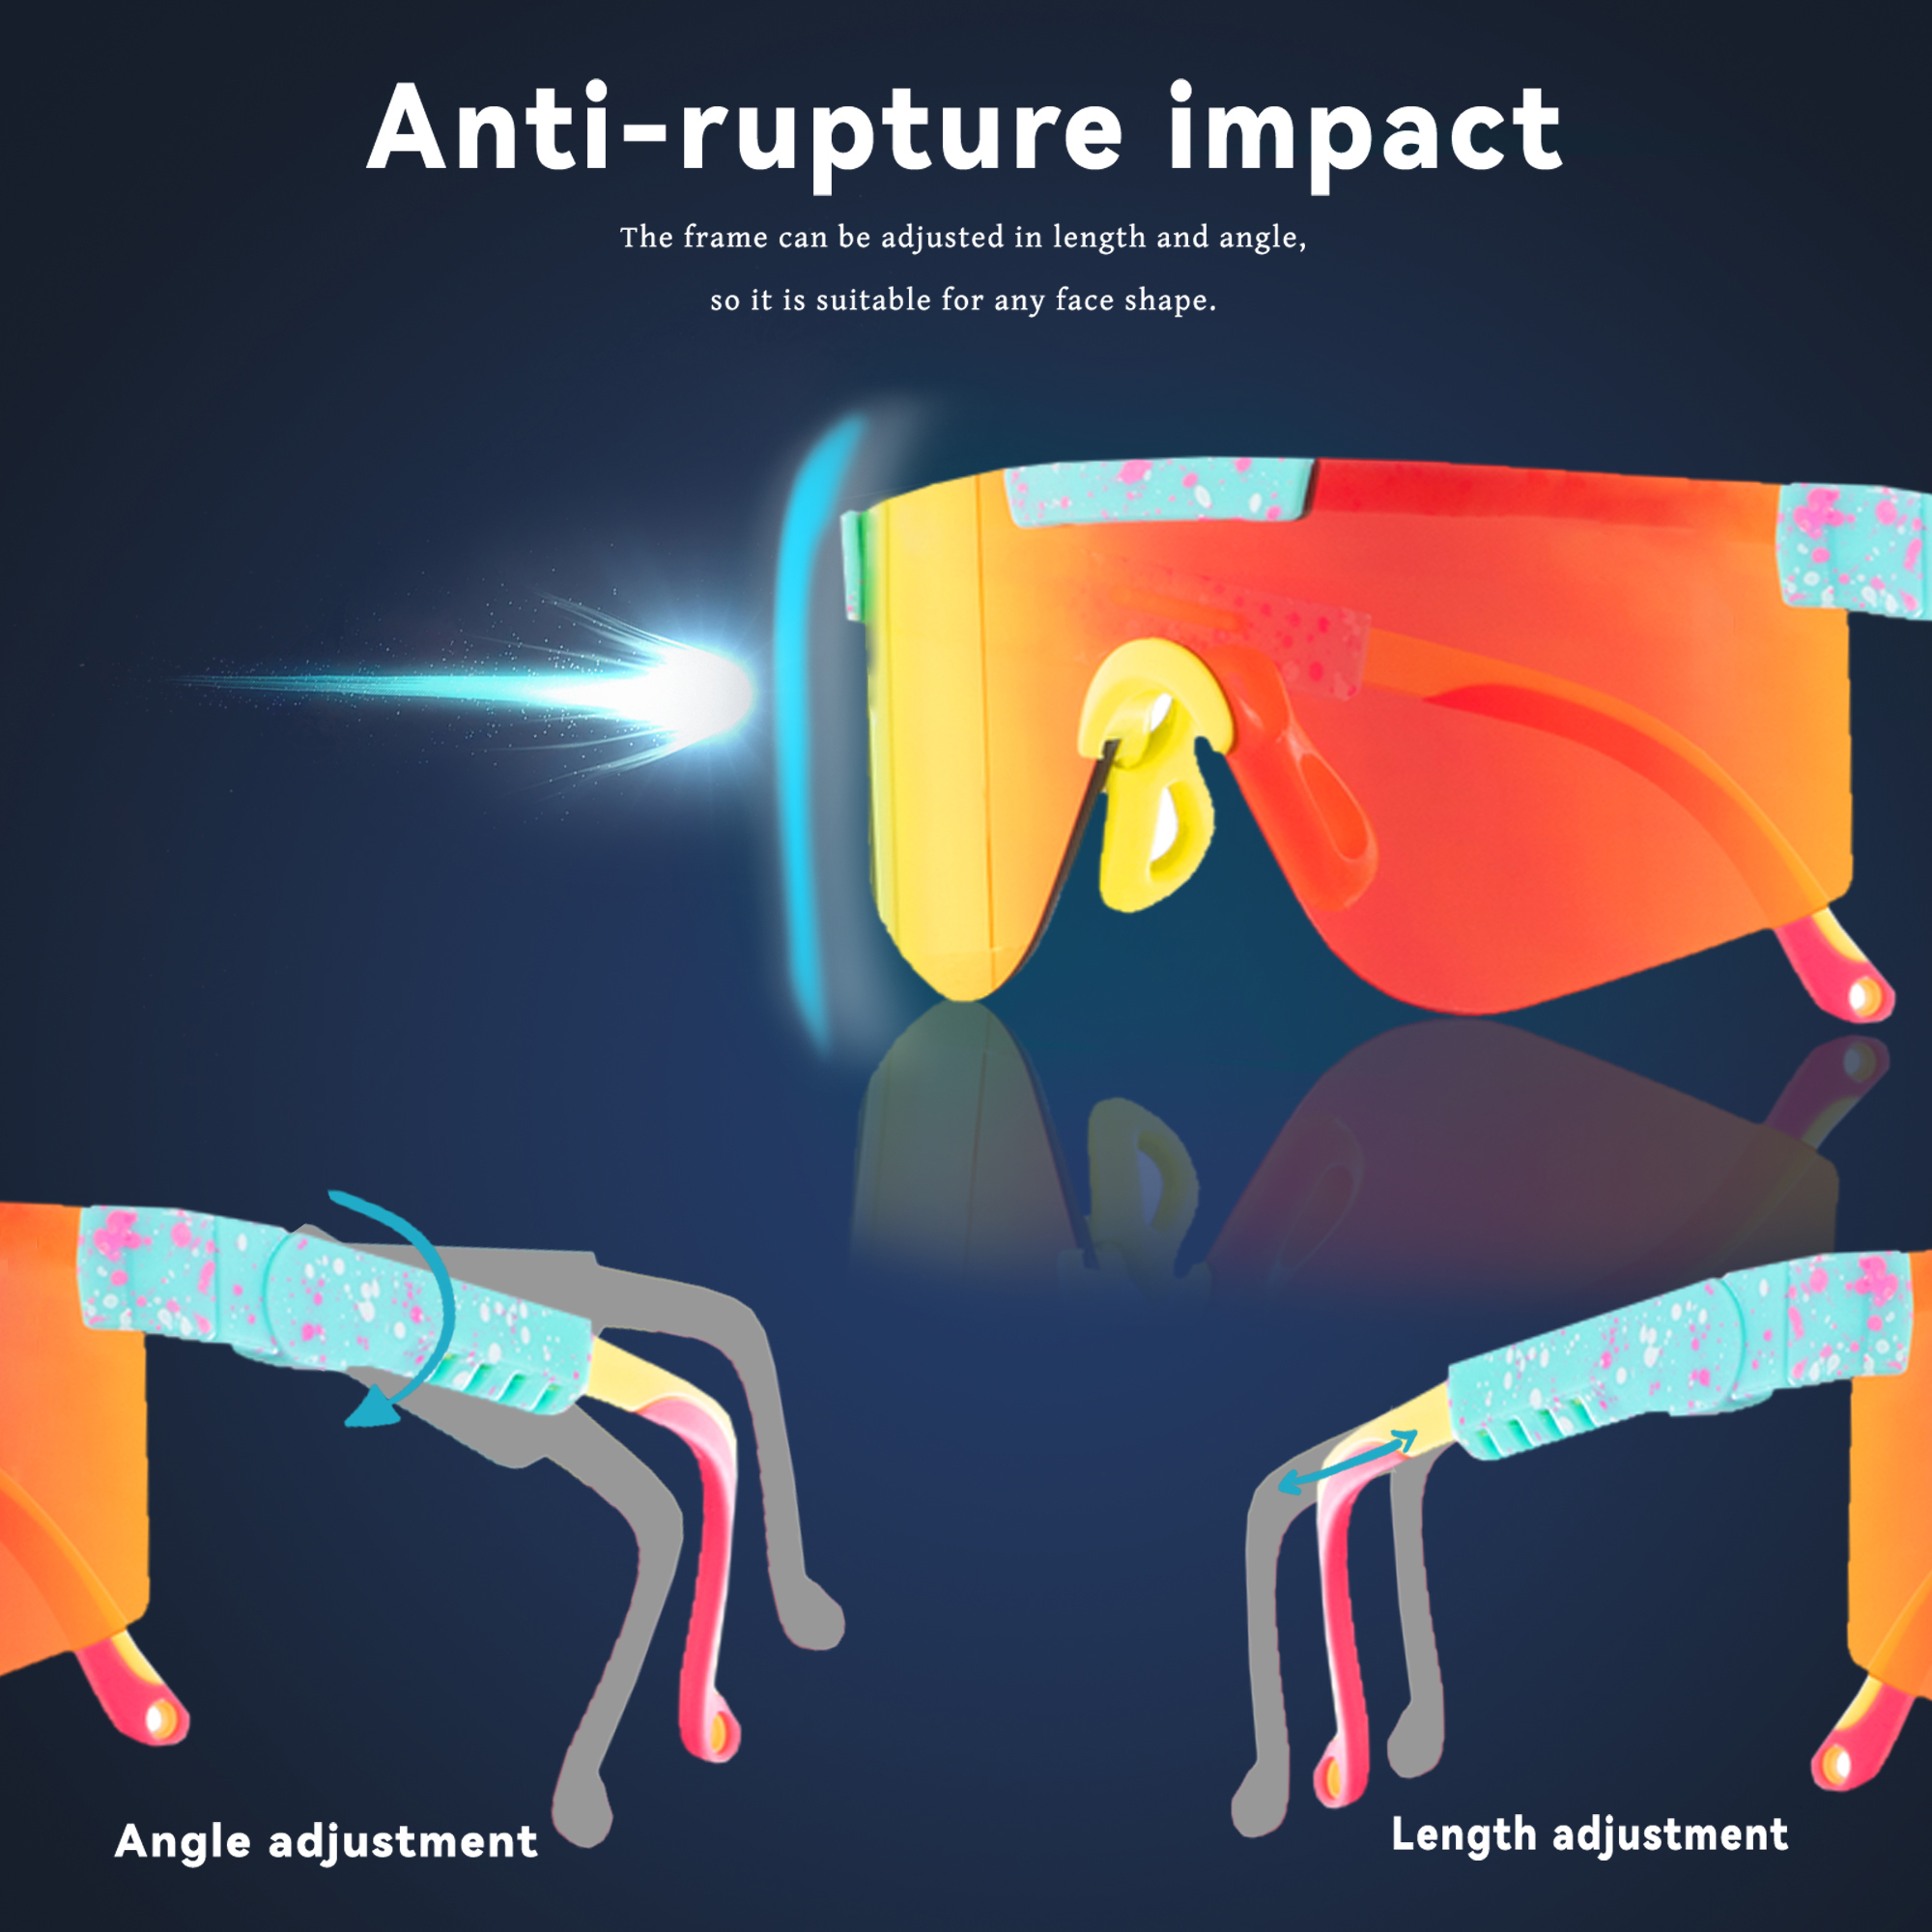 Anti-rupture impact
The frame can be adjusted in length and angle,
so it is suitable for any face shape.
Angle adjustment
Length adjustment